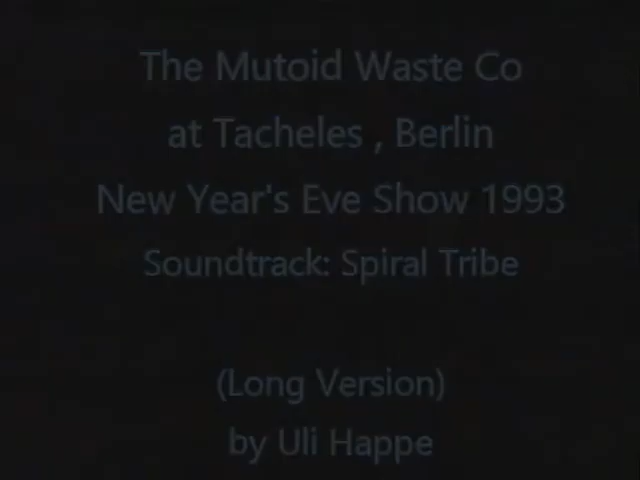 The Mutoid Waste Co
at Tacheles , Berlin
New Year's Eve Show 1993
Soundtrack: Spiral Tribe
(Long Version)
by Uli Happe